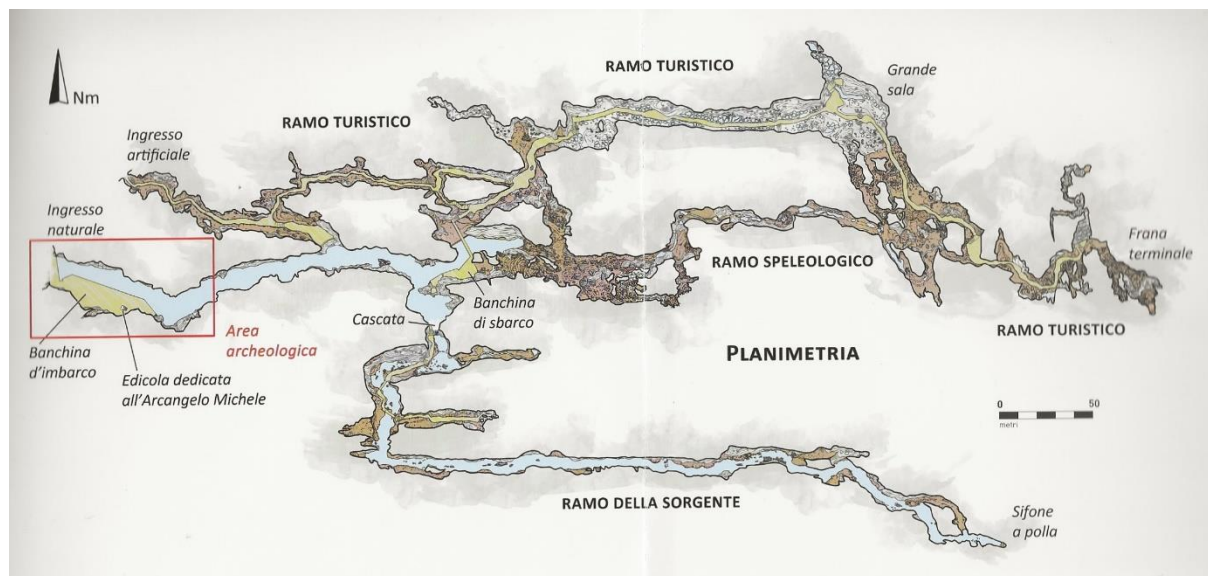 Nm
RAMO TURISTICO
RAMO TURISTICO
Grande
sala
Ingresso
artificiale
Ingresso
naturale
Frana
terminale
RAMO SPELEOLOGICO
Banchina
di sbarco
Cascata
RAMO TURISTICO
Area
archeologica
Banchina
d'imbarco
PLANIMETRIA
Edicola dedicata
all'Arcangelo Michele
0
50
metri
RAMO DELLA SORGENTE
Sifone
a polla